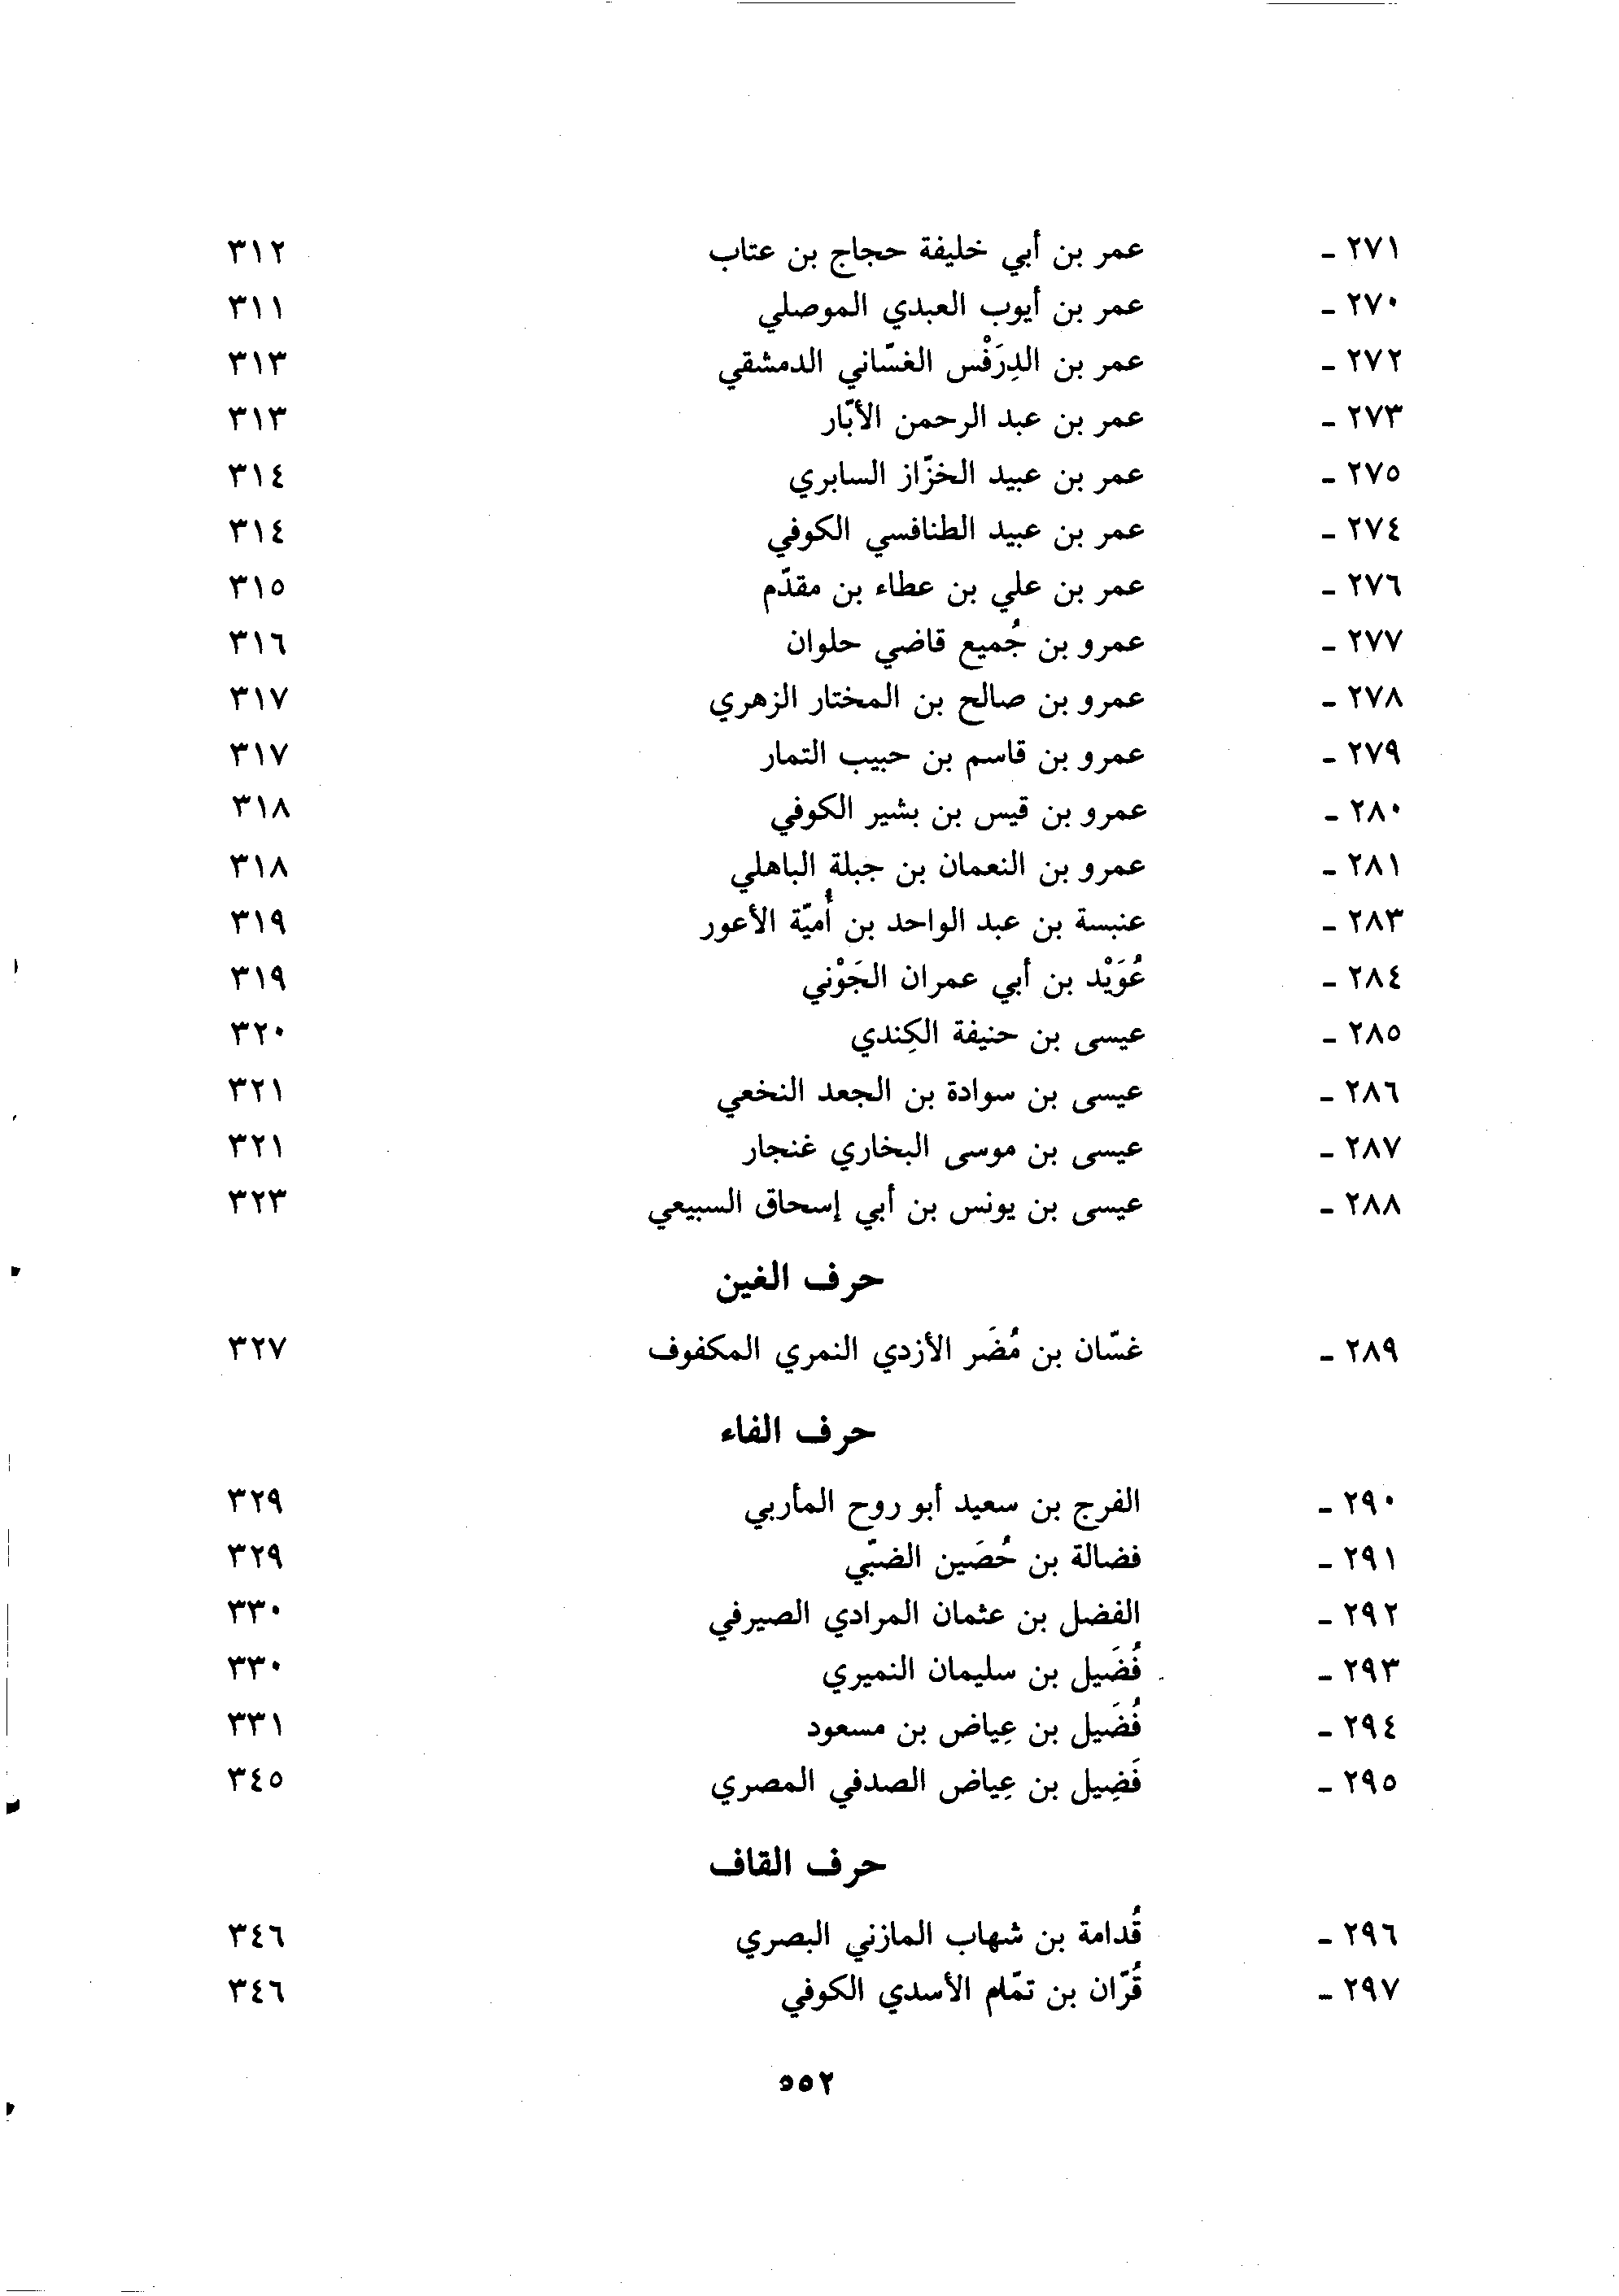 ٢٧١ ـ عمر بن أبي خليفة حجاج بن عتاب ٣١٢
٢٧٠ ـ عمر بن أيوب العبدي الموصلي ٣١١
٢٧٢ ـ عمر بن الدِرَفْس الغسّاني الدمشقي ٣١٣
٢٧٣ ـ عمر بن عبد الرحمن الأبّار ٣١٣
٢٧٥ ـ عمر بن عبيد الخزّاز السابري ٣١٤
٢٧٤ ـ عمر بن عبيد الطنافسي الكوفي ٣١٤
٢٧٦ ـ عمر بن علي بن عطاء بن مقدّم ٣١٥
٢٧٧ ـ عمرو بن جُميع قاضي حلوان ٣١٦
٢٧٨ ـ عمرو بن صالح بن المختار الزهري ٣١٧
٢٧٩ ـ عمرو بن قاسم بن حبيب التمار ٣١٧
٢٨٠ ـ عمرو بن قيس بن بشير الكوفي ٣١٨
٢٨١ ـ عمرو بن النعمان بن جبلة الباهلي ٣١٨
٢٨٣ ـ عنبسة بن عبد الواحد بن أُميّة الأعور ٣١٩
٢٨٤ ـ عُوَيْد بن أبي عمران الجَوْني ٣١٩
٢٨٥ ـ عيسى بن حنيفة الكِندي ٣٢٠
٢٨٦ ـ عيسى بن سوادة بن الجعد النخعي ٣٢١
٢٨٧ ـ عيسى بن موسى البخاري غنجار ٣٢١
٢٨٨ ـ عيسى بن يونس بن أبي إسحاق السبيعي ٣٢٣
حرف الغين
٢٨٩ ـ غسّان بن مُضَر الأزدي النمري المكفوف ٣٢٧
حرف الفاء
٢٩٠ ـ الفرج بن سعيد أبو روح المأربي ٣٢٩
٢٩١ ـ فضالة بن حُصَين الضبّي ٣٢٩
٢٩٢ ـ الفضل بن عثمان المرادي الصيرفي ٣٣٠
٢٩٣ ـ فُضَيل بن سليمان النميري ٣٣٠
٢٩٤ ـ فُضَيل بن عِياض بن مسعود ٣٣١
٢٩٥ ـ فَضِيل بن عِياض الصدفي المصري ٣٤٥
حرف القاف
٢٩٦ ـ قُدامة بن شهاب المازني البصري ٣٤٦
٢٩٧ ـ قُرّان بن تمّام الأسدي الكوفي ٣٤٦
٥٥٢